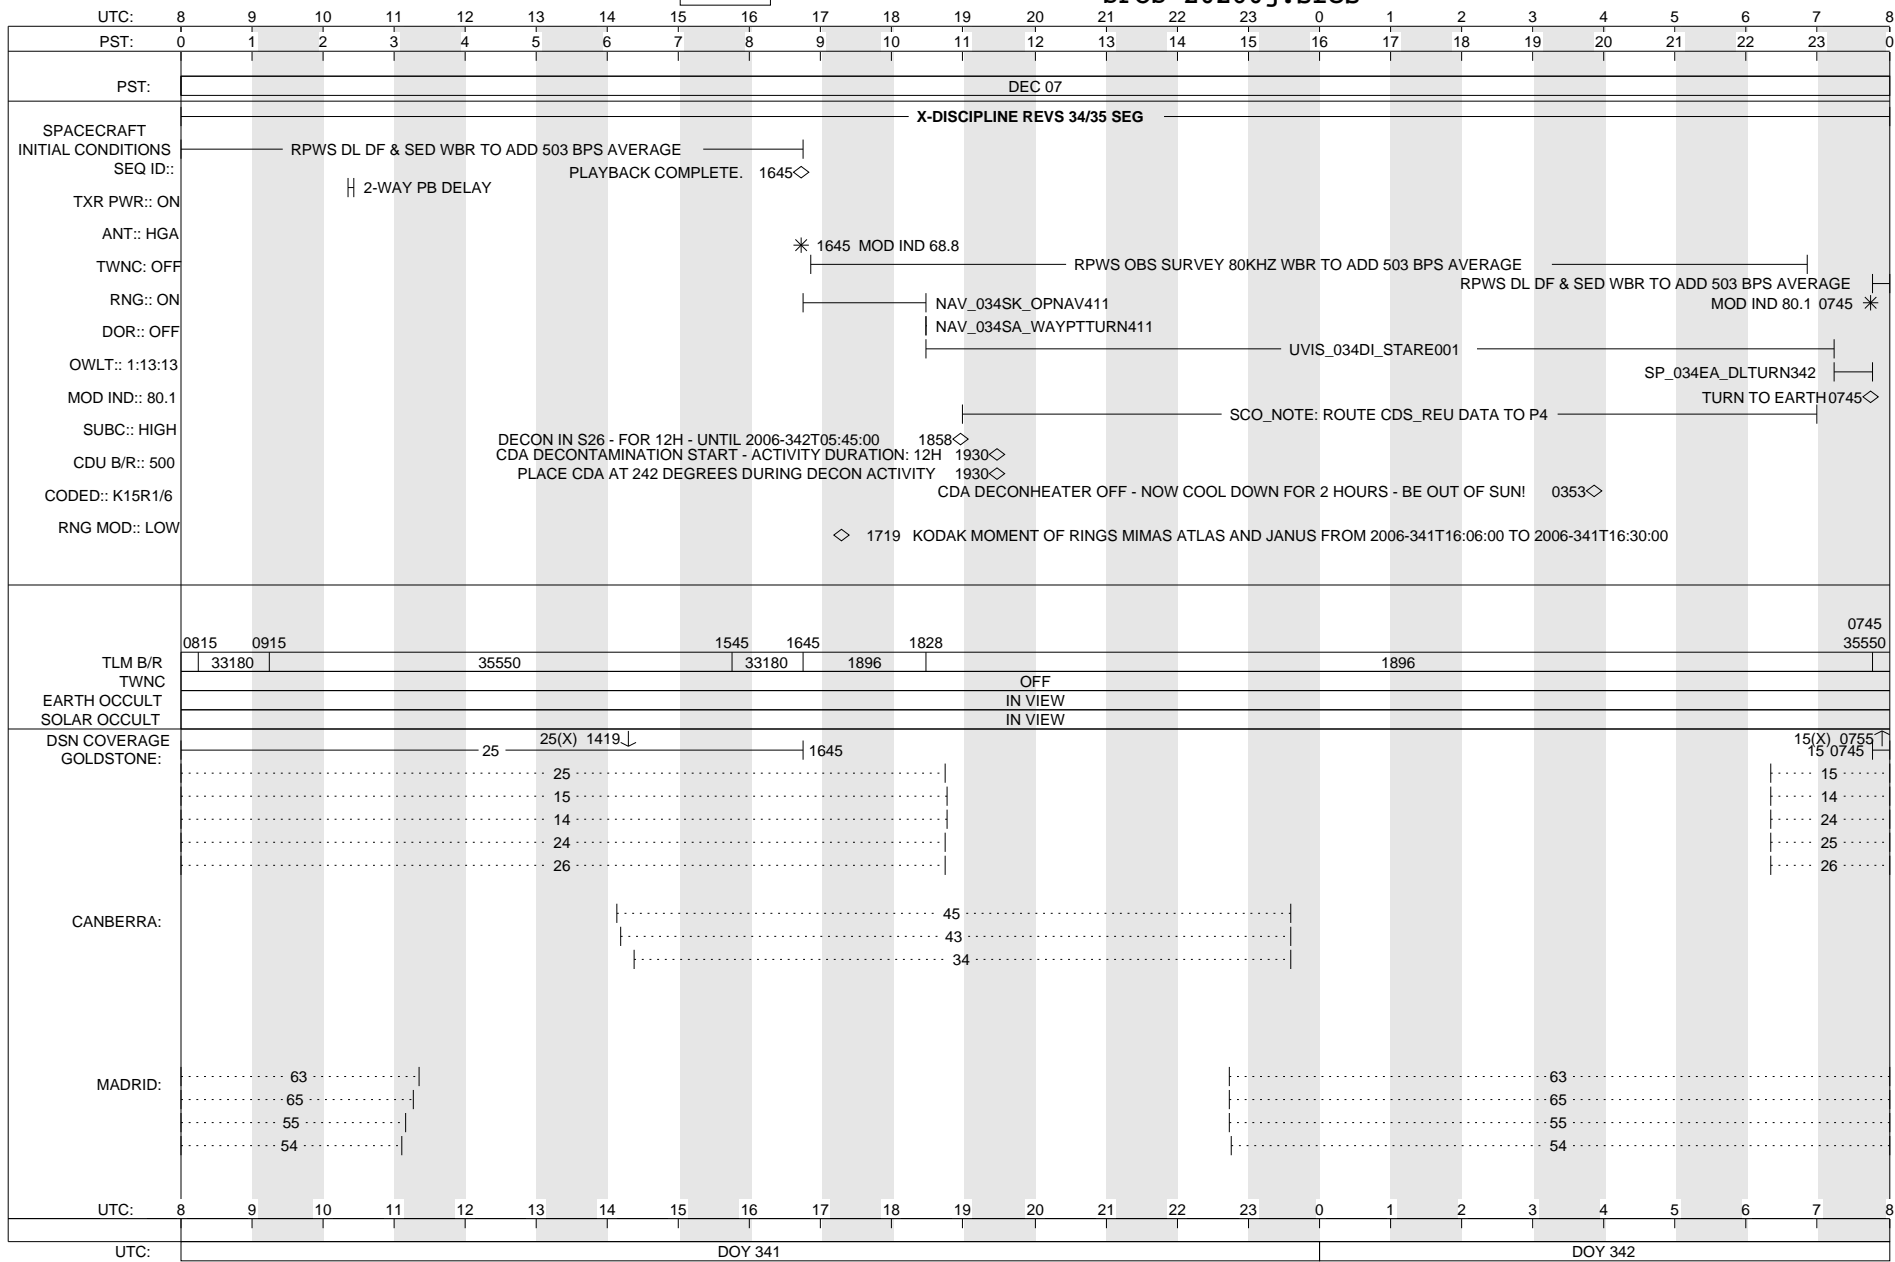 UTC: 8 9 10 11 12 13 14 15 16 17 18 19 20 21 22 23 0 1 2 3 4 5 6 7 8
PST: 0 1 2 3 4 5 6 7 8 9 10 11 12 13 14 15 16 17 18 19 20 21 22 23 0
PST: DEC 07
X-DISCIPLINE REVS 34/35 SEG
SPACECRAFT
INITIAL CONDITIONS
RPWS DL DF & SED WBR TO ADD 503 BPS AVERAGE
SEQ ID::
PLAYBACK COMPLETE. 1645
2-WAY PB DELAY
TXR PWR:: ON
ANT:: HGA
1645 MOD IND 68.8
TWNC: OFF
RPWS OBS SURVEY 80KHZ WBR TO ADD 503 BPS AVERAGE
RPWS DL DF & SED WBR TO ADD 503 BPS AVERAGE
RNG:: ON
NAV_034SK_OPNAV411
MOD IND 80.1 0745
DOR:: OFF
NAV_034SA_WAYPTTURN411
UVIS_034DI_STARE001
OWLT:: 1:13:13
SP_034EA_DLTURN342
MOD IND:: 80.1
TURN TO EARTH 0745
SCO_NOTE: ROUTE CDS_REU DATA TO P4
SUBC:: HIGH
DECON IN S26 - FOR 12H - UNTIL 2006-342T05:45:00 1858
CDA DECONTAMINATION START - ACTIVITY DURATION: 12H 1930
CDU B/R:: 500
PLACE CDA AT 242 DEGREES DURING DECON ACTIVITY 1930
CODED:: K15R1/6
CDA DECONHEATER OFF - NOW COOL DOWN FOR 2 HOURS - BE OUT OF SUN! 0353
RNG MOD:: LOW
1719 KODAK MOMENT OF RINGS MIMAS ATLAS AND JANUS FROM 2006-341T16:06:00 TO 2006-341T16:30:00
0745
0815 0915 1545 1645 1828 35550
TLM B/R 33180 35550 33180 1896 1896
TWNC OFF
EARTH OCCULT IN VIEW
SOLAR OCCULT IN VIEW
DSN COVERAGE 25(X) 1419 15(X) 0755
GOLDSTONE: 25 1645 15 0745
25 15
15 14
14 24
24 25
26 26
CANBERRA: 45
43
34
MADRID: 63 63
65 65
55 55
54 54
UTC: 8 9 10 11 12 13 14 15 16 17 18 19 20 21 22 23 0 1 2 3 4 5 6 7 8
UTC: DOY 341 DOY 342